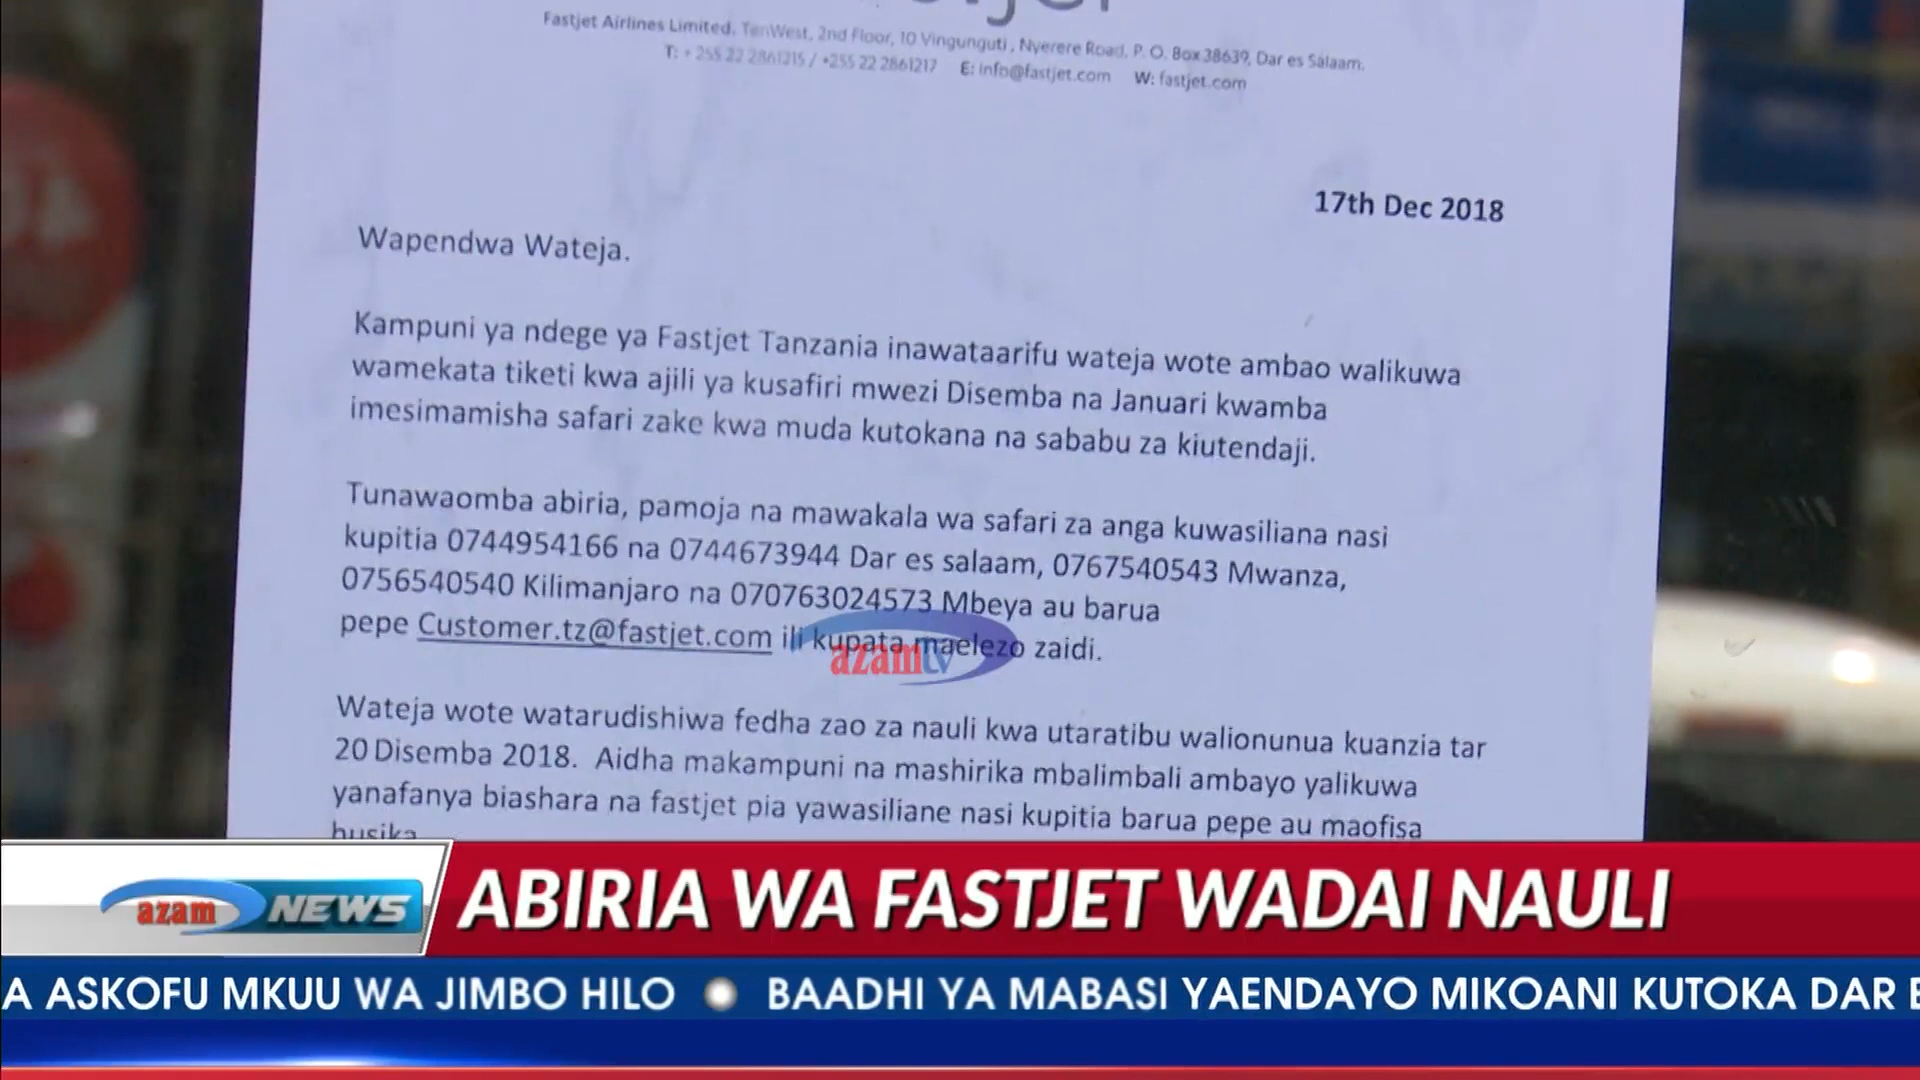 Fastjet Airlines Limited, TenWest, 2nd Floor, 10 Vingunguti, Nyerere Road, P. O. Box 38639, Dar es Salaam.
T: + 255 22 2861215 / +255 22 2861217 E: info@fastjet.com W: fastjet.com
17th Dec 2018
Wapendwa Wateja.
Kampuni ya ndege ya Fastjet Tanzania inawataarifu wateja wote ambao walikuwa
wamekata tiketi kwa ajili ya kusafiri mwezi Disemba na Januari kwamba
imesimamisha safari zake kwa muda kutokana na sababu za kiutendaji.
Tunawaomba abiria, pamoja na mawakala wa safari za anga kuwasiliana nasi
kupitia 0744954166 na 0744673944 Dar es salaam, 0767540543 Mwanza,
0756540540 Kilimanjaro na 070763024573 Mbeya au barua
pepe Customer.tz@fastjet.com ili kupata maelezo zaidi.
azamtv
Wateja wote watarudishiwa fedha zao za nauli kwa utaratibu walionunua kuanzia tar
20 Disemba 2018. Aidha makampuni na mashirika mbalimbali ambayo yalikuwa
yanafanya biashara na fastjet pia yawasiliane nasi kupitia barua pepe au maofisa
husika
azam NEWS
ABIRIA WA FASTJET WADAI NAULI
A ASKOFU MKUU WA JIMBO HILO BAADHI YA MABASI YAENDAYO MIKOANI KUTOKA DAR E